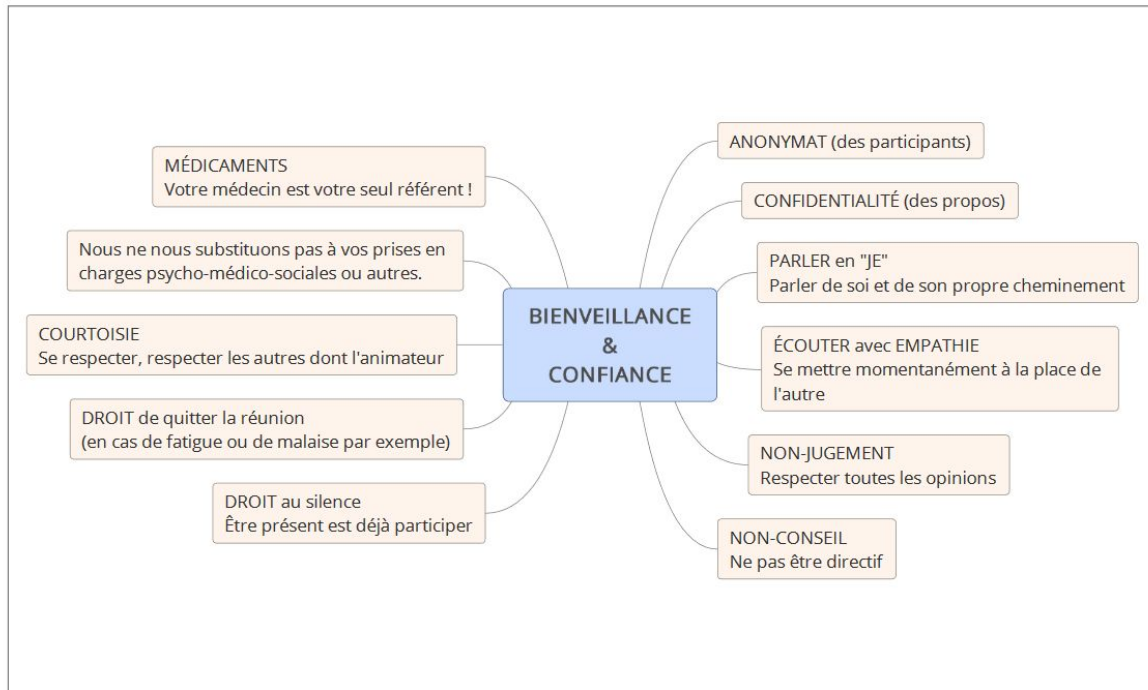 BIENVEILLANCE
&
CONFIANCE
ANONYMAT (des participants)
CONFIDENTIALITÉ (des propos)
PARLER en "JE"
Parler de soi et de son propre cheminement
ÉCOUTER avec EMPATHIE
Se mettre momentanément à la place de
l'autre
NON-JUGEMENT
Respecter toutes les opinions
NON-CONSEIL
Ne pas être directif
MÉDICAMENTS
Votre médecin est votre seul référent !
Nous ne nous substituons pas à vos prises en
charges psycho-médico-sociales ou autres.
COURTOISIE
Se respecter, respecter les autres dont l'animateur
DROIT de quitter la réunion
(en cas de fatigue ou de malaise par exemple)
DROIT au silence
Être présent est déjà participer